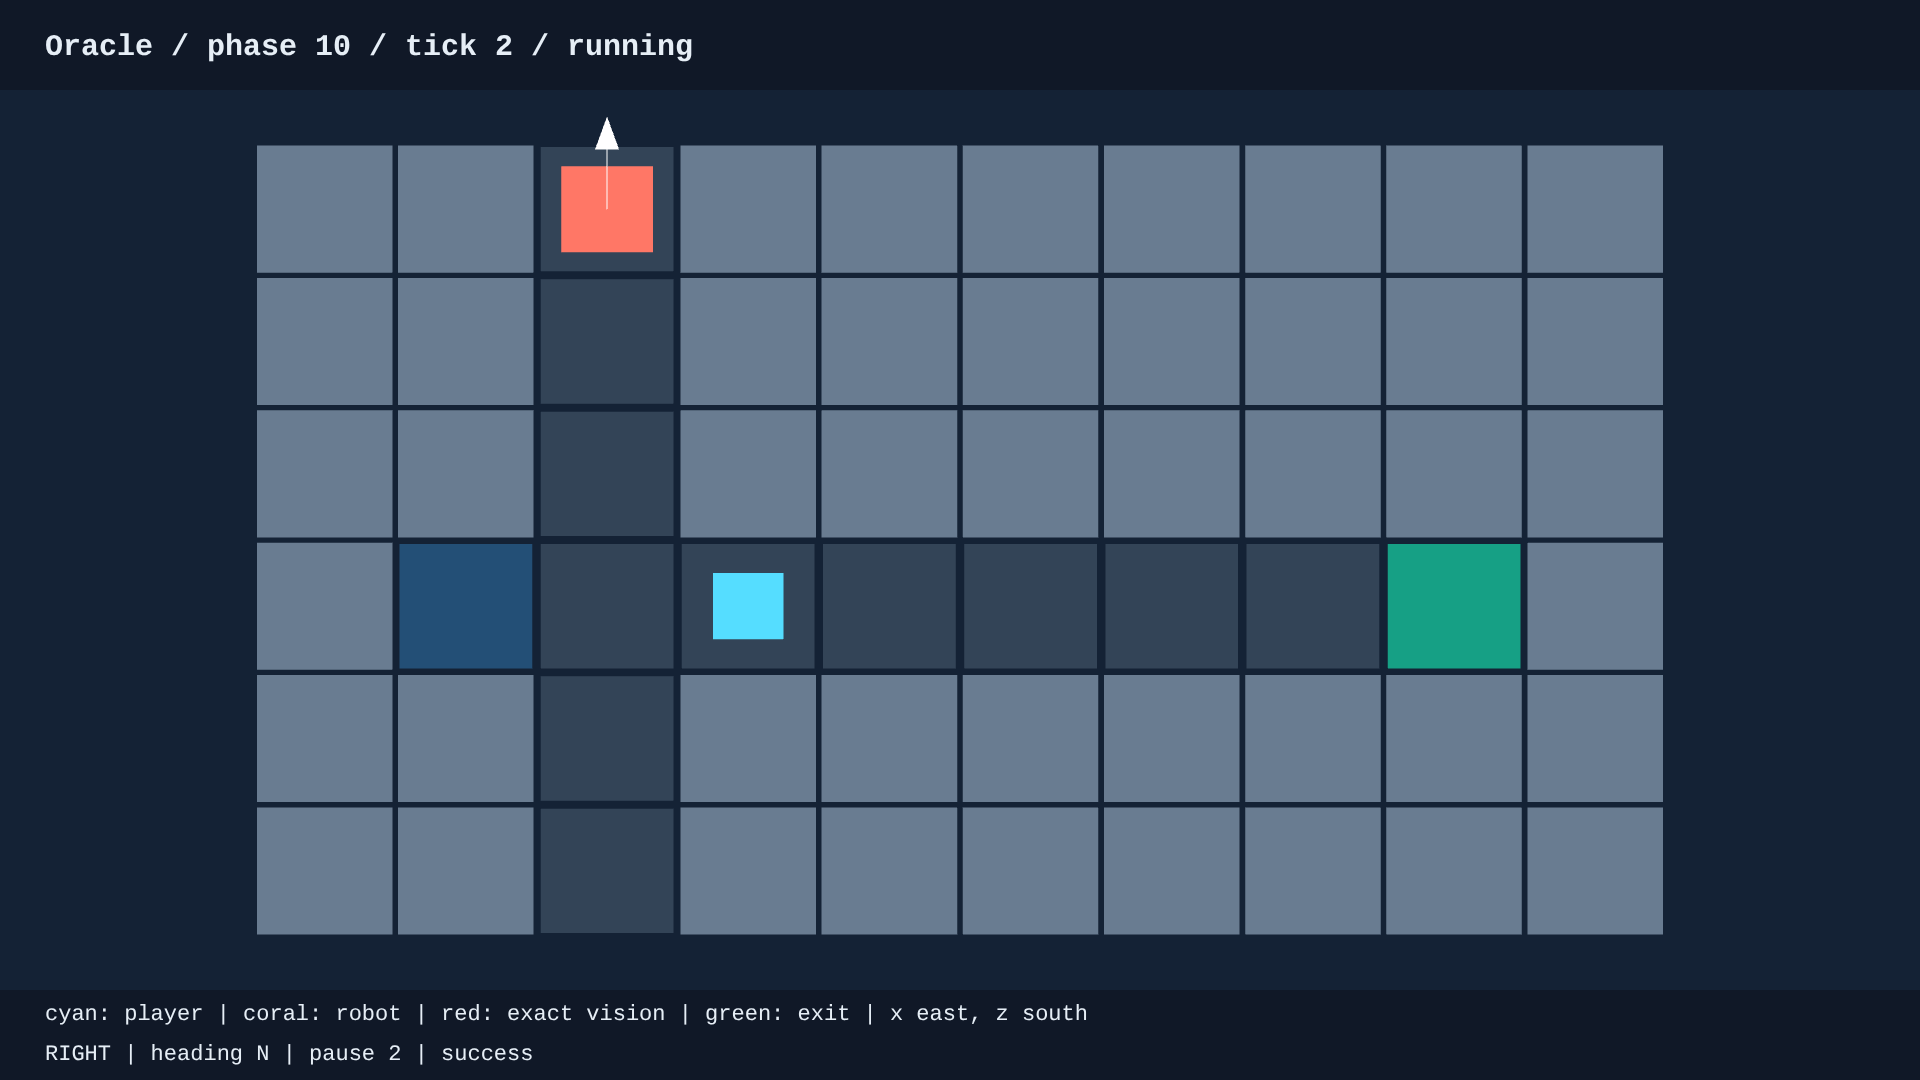 Oracle / phase 10 / tick 2 / running
cyan: player | coral: robot | red: exact vision | green: exit | x east, z south
RIGHT | heading N | pause 2 | success